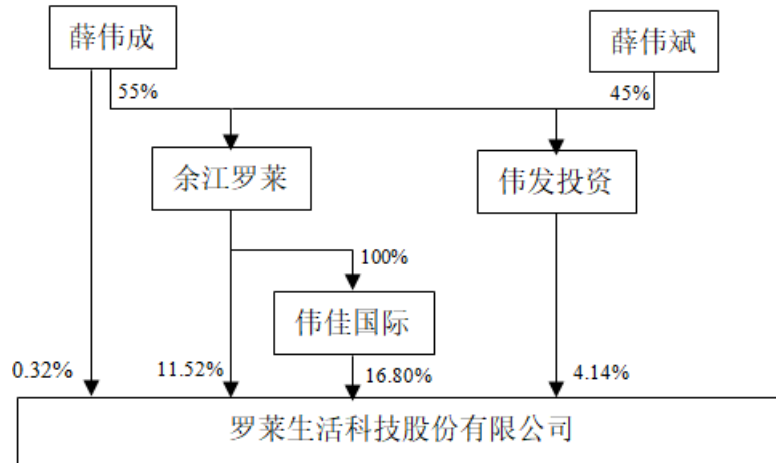 薛伟成
薛伟斌
55%
45%
余江罗莱
伟发投资
100%
伟佳国际
0.32%
11.52%
16.80%
4.14%
罗莱生活科技股份有限公司